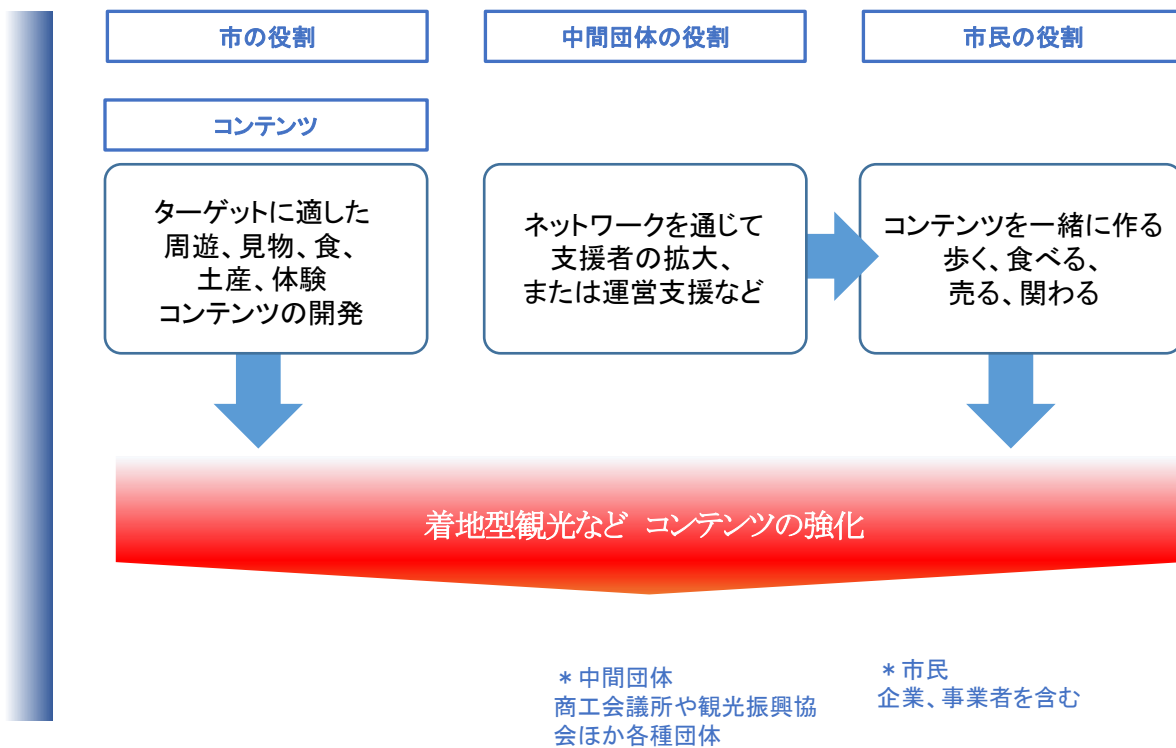 市の役割
中間団体の役割
市民の役割
コンテンツ
ターゲットに適した
周遊、見物、食、
土産、体験
コンテンツの開発
ネットワークを通じて
支援者の拡大、
または運営支援など
コンテンツを一緒に作る
歩く、食べる、
売る、関わる
着地型観光など コンテンツの強化
＊中間団体
商工会議所や観光振興協
会ほか各種団体
＊市民
企業、事業者を含む